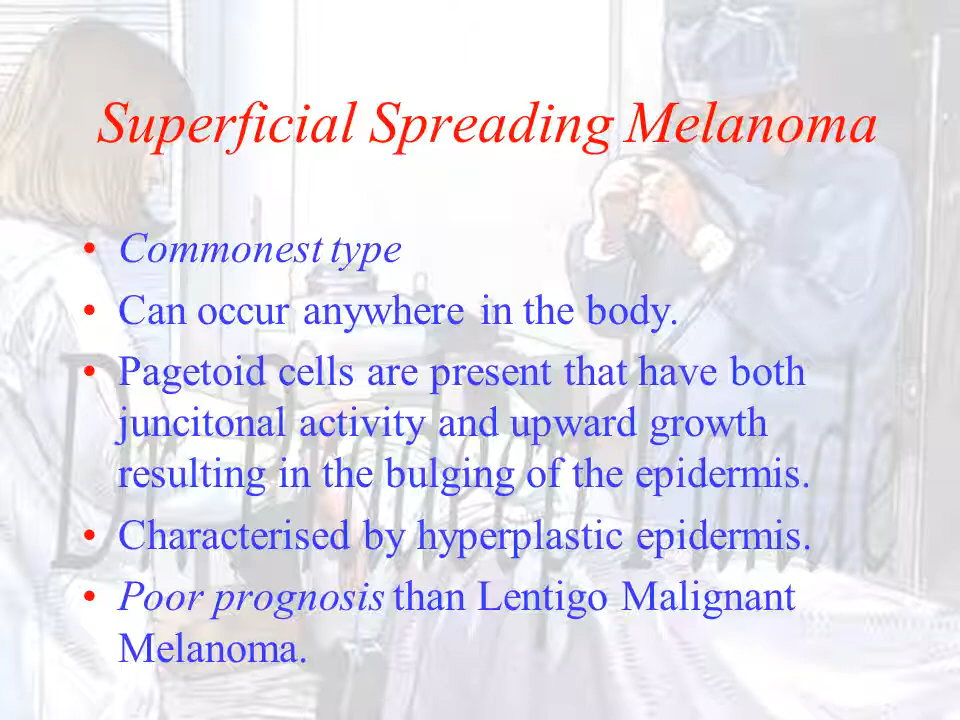 Superficial Spreading Melanoma
• Commonest type
• Can occur anywhere in the body.
• Pagetoid cells are present that have both
juncitonal activity and upward growth
resulting in the bulging of the epidermis.
• Characterised by hyperplastic epidermis.
• Poor prognosis than Lentigo Malignant
Melanoma.